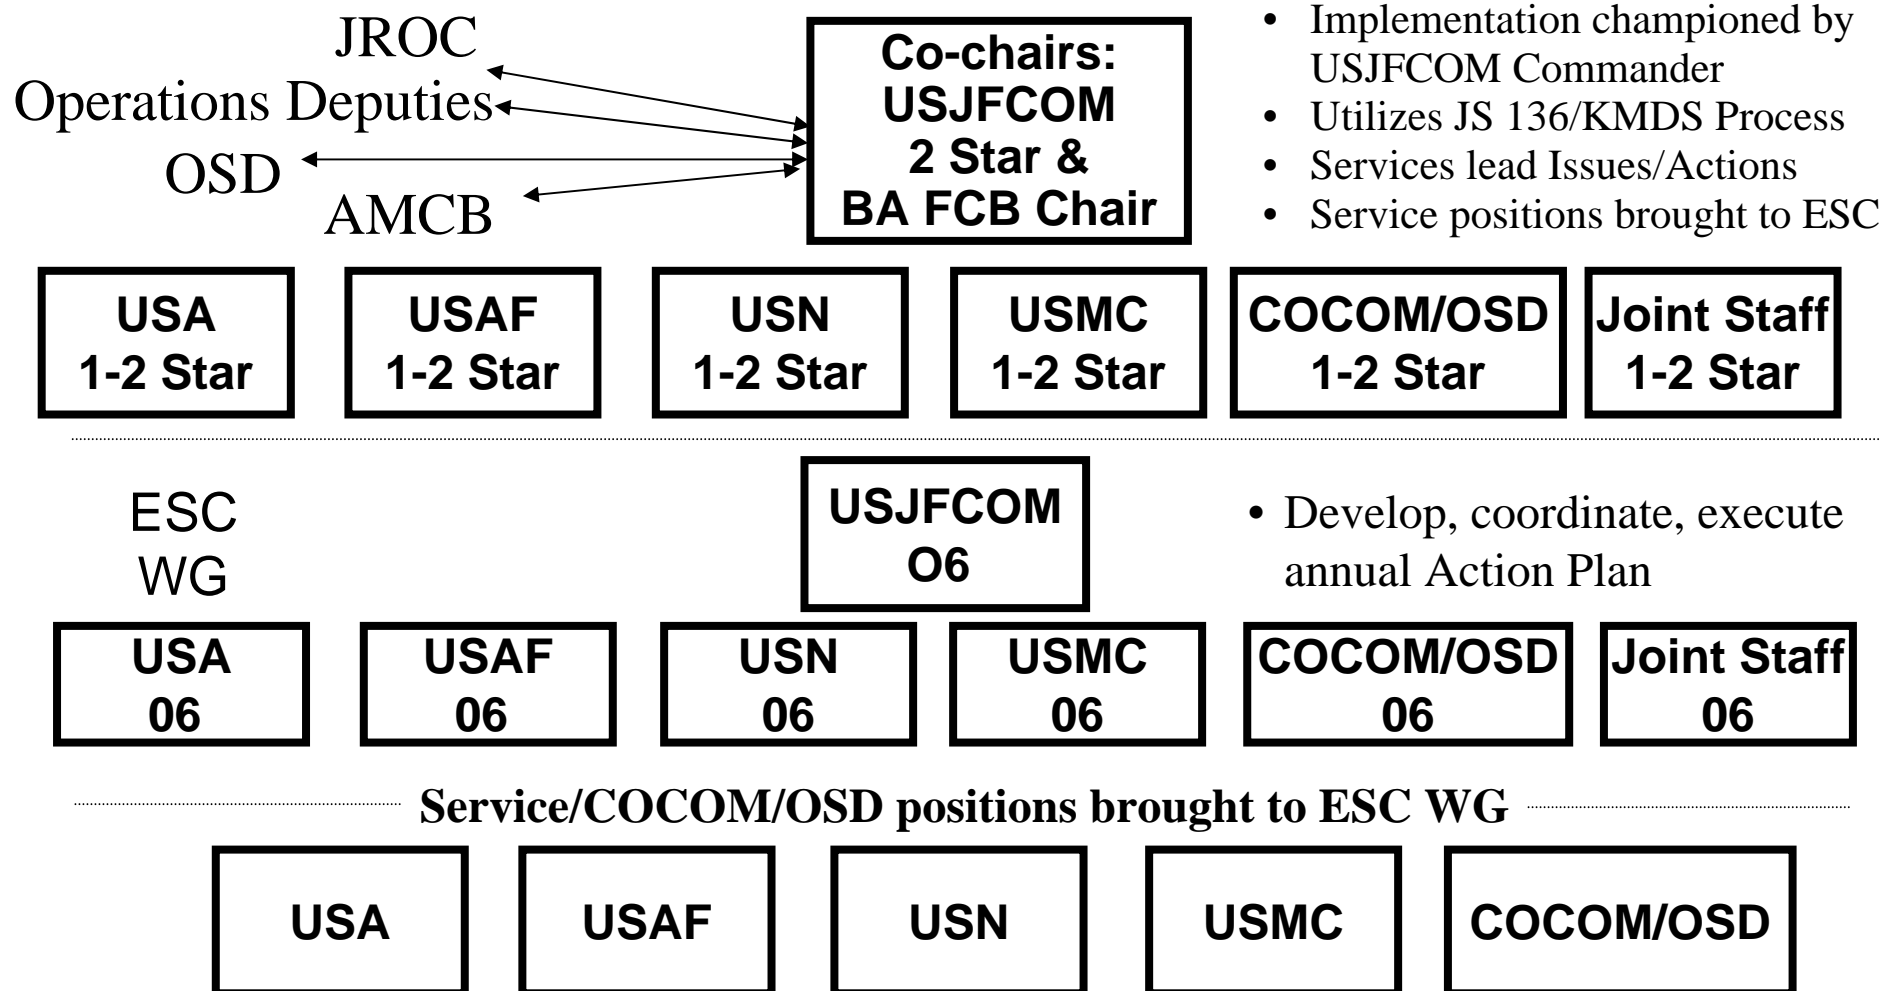 JROC
Operations Deputies
OSD
AMCB
Co-chairs:
USJFCOM
2 Star &
BA FCB Chair
• Implementation championed by
USJFCOM Commander
• Utilizes JS 136/KMDS Process
• Services lead Issues/Actions
• Service positions brought to ESC
USA
1-2 Star
USAF
1-2 Star
USN
1-2 Star
USMC
1-2 Star
COCOM/OSD
1-2 Star
Joint Staff
1-2 Star
ESC
WG
USJFCOM
O6
• Develop, coordinate, execute
annual Action Plan
USA
06
USAF
06
USN
06
USMC
06
COCOM/OSD
06
Joint Staff
06
Service/COCOM/OSD positions brought to ESC WG
USA
USAF
USN
USMC
COCOM/OSD